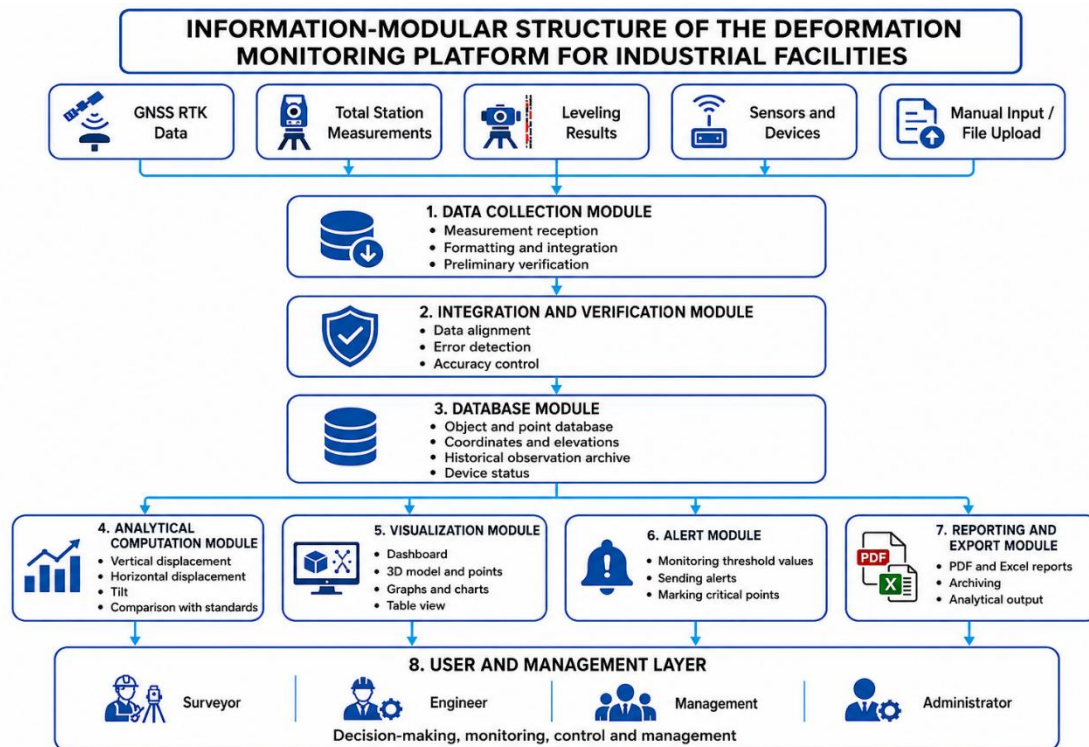 INFORMATION-MODULAR STRUCTURE OF THE DEFORMATION
MONITORING PLATFORM FOR INDUSTRIAL FACILITIES
GNSS RTK
Data
Total Station
Measurements
Leveling
Results
Sensors and
Devices
Manual Input /
File Upload
1. DATA COLLECTION MODULE
• Measurement reception
• Formatting and integration
• Preliminary verification
2. INTEGRATION AND VERIFICATION MODULE
• Data alignment
• Error detection
• Accuracy control
3. DATABASE MODULE
• Object and point database
• Coordinates and elevations
• Historical observation archive
• Device status
4. ANALYTICAL
COMPUTATION MODULE
• Vertical displacement
• Horizontal displacement
• Tilt
• Comparison with standards
5. VISUALIZATION MODULE
• Dashboard
• 3D model and points
• Graphs and charts
• Table view
6. ALERT MODULE
• Monitoring threshold values
• Sending alerts
• Marking critical points
7. REPORTING AND
EXPORT MODULE
PDF
X
• PDF and Excel reports
• Archiving
• Analytical output
8. USER AND MANAGEMENT LAYER
Surveyor
Engineer
Management
Administrator
Decision-making, monitoring, control and management